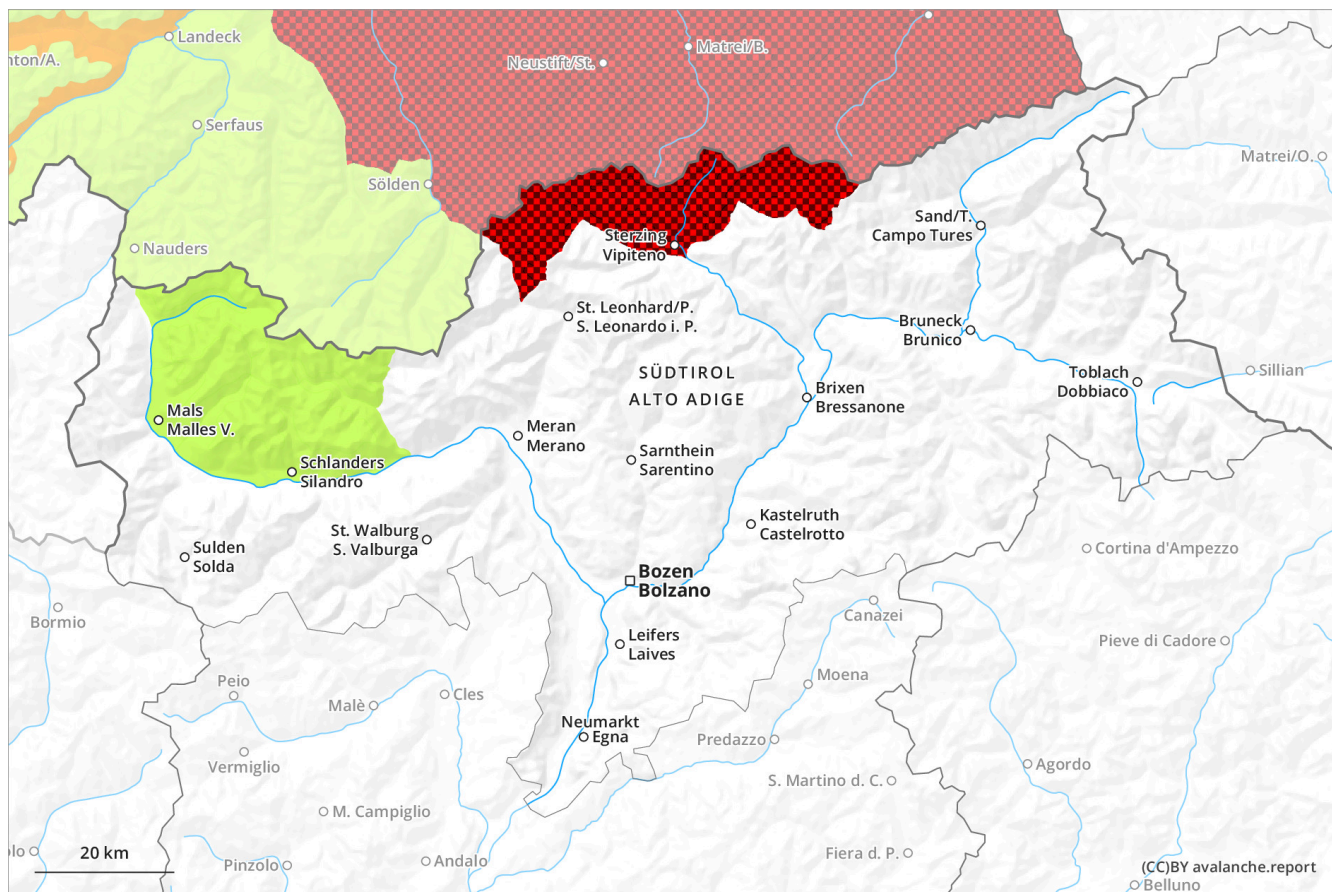 Landeck
nton/A.
Matrei/B.
Neustift/St.
Serfaus
Matrei/O.
Sölden
Sand/T.
Campo Tures
Sterzing
Vipiteno
Nauders
St. Leonhard/P.
S. Leonardo i. P.
Bruneck
Brunico
SÜDTIROL
ALTO ADIGE
Toblach
Dobbiaco
Sillian
Brixen
Bressanone
Mals
Malles V.
Meran
Merano
Sarnthein
Sarentino
Schlanders
Silandro
Kastelruth
Castelrotto
St. Walburg
S. Valburga
Sulden
Solda
Cortina d'Ampezzo
Bozen
Bolzano
Bormio
Canazei
Leifers
Laives
Pieve di Cadore
Peio
Moena
Malè
Cles
Neumarkt
Egna
Predazzo
Vermiglio
Agordo
S. Martino d. C.
M. Campiglio
20 km
olo
Pinzolo
Andalo
Fiera d. P.
(CC)BY avalanche.report
Belluno